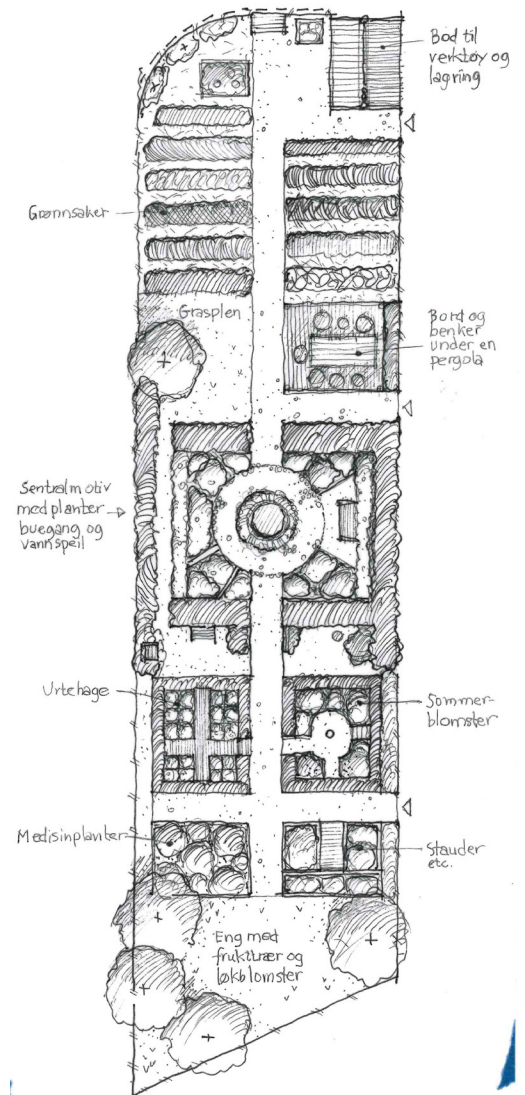 Bod til
verktøy og
lagring
Grønnsaker
Grasplen
Bord og
benker
under en
pergola
Sentralmotiv
med planter
buegang og
vannspeil
Urtehage
Sommer-
blomster
Medisinplanter
Stauder
etc.
Eng med
frukttrær og
løkblomster